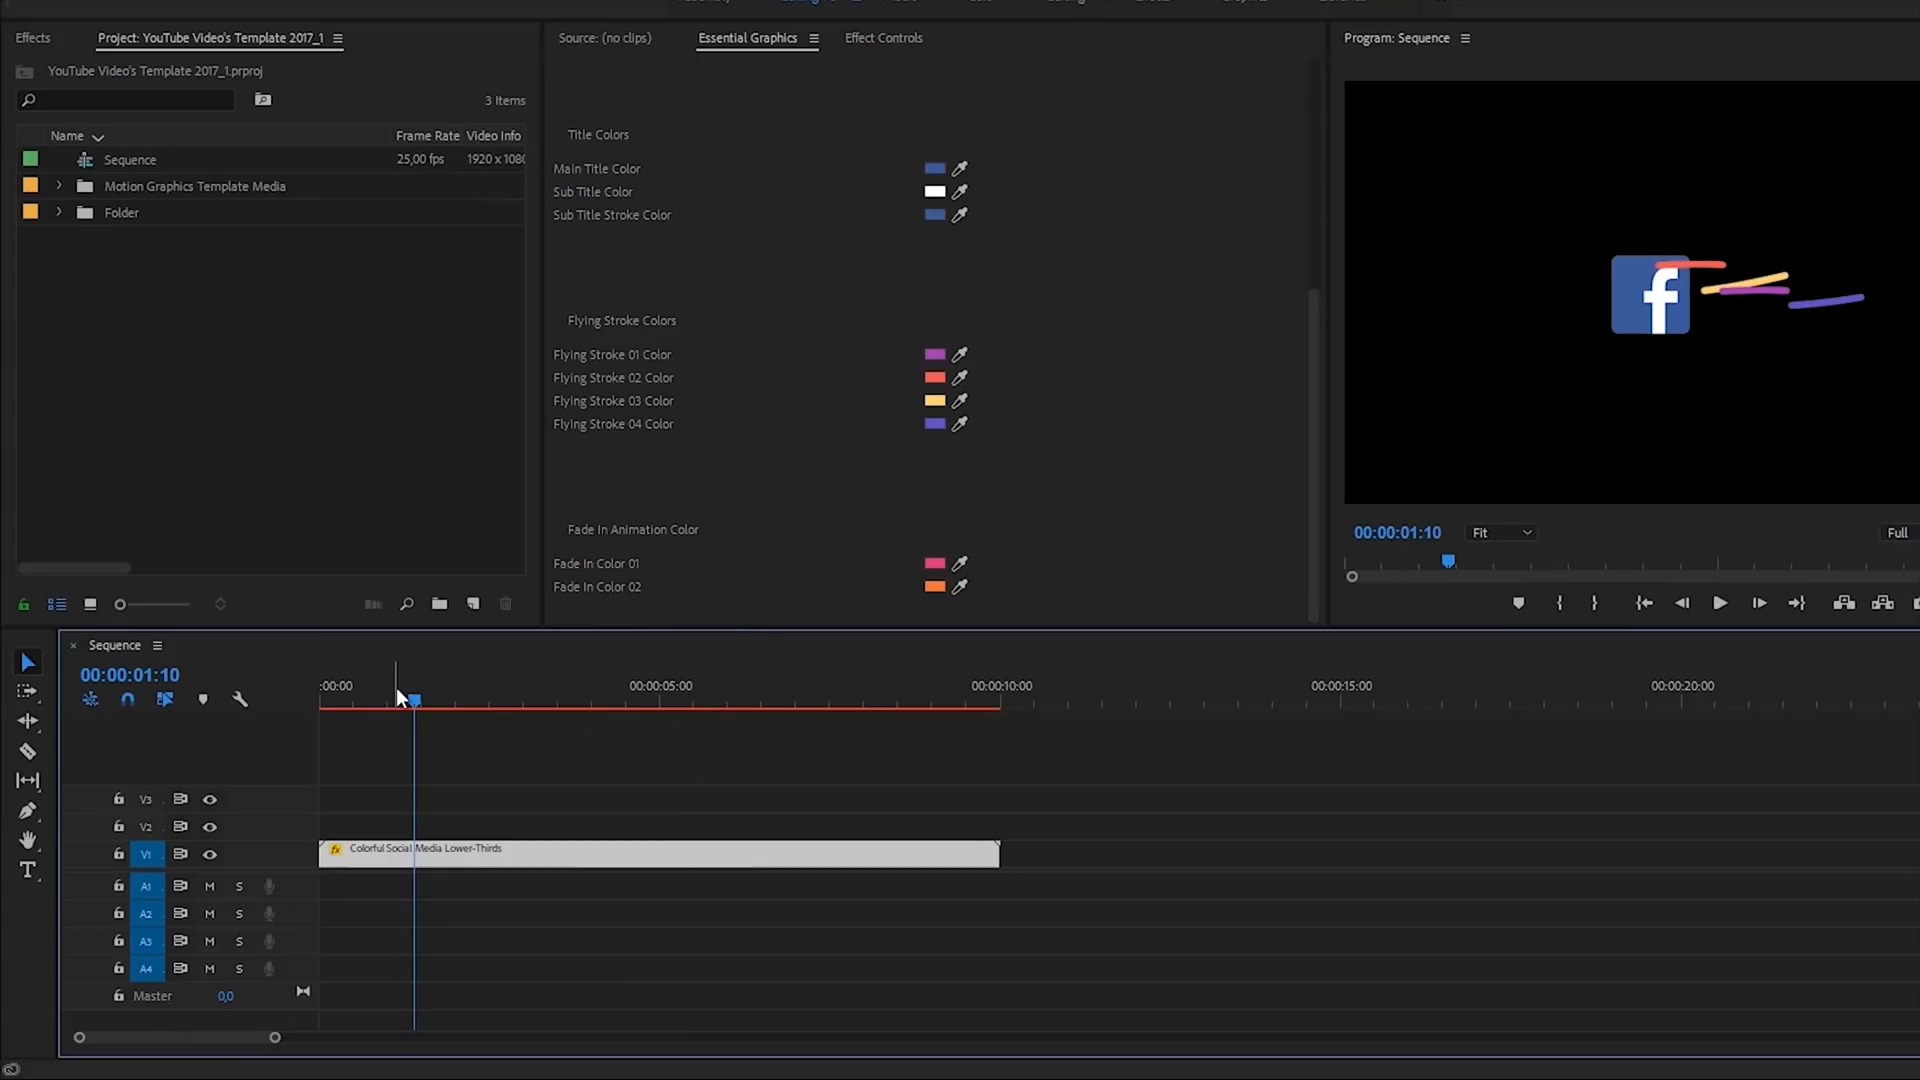 Effects
Project: YouTube Video's Template 2017_1
Source: (no clips)
Essential Graphics
Effect Controls
Program: Sequence
YouTube Video's Template 2017_1.prproj
3 Items
Name
Frame Rate
Video Info
Sequence
25,00 fps
1920 x 1080
Motion Graphics Template Media
Folder
Title Colors
Main Title Color
Sub Title Color
Sub Title Stroke Color
Flying Stroke Colors
Flying Stroke 01 Color
Flying Stroke 02 Color
Flying Stroke 03 Color
Flying Stroke 04 Color
Fade In Animation Color
Fade In Color 01
Fade In Color 02
f
00:00:01:10
Fit
Full
Sequence
00:00:01:10
:00:00
00:00:05:00
00:00:10:00
00:00:15:00
00:00:20:00
V3
V2
V1
fx Colorful Social Media Lower-Thirds
A1 M S
A2 M S
A3 M S
A4 M S
Master 0,0